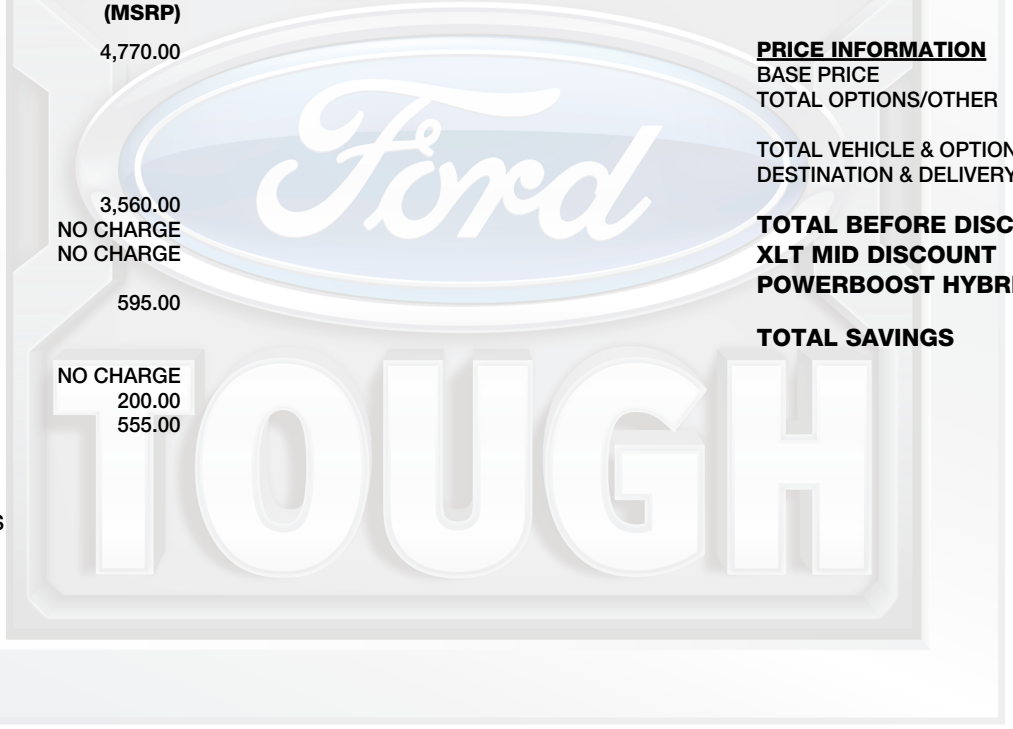 (MSRP)
4,770.00
3,560.00
NO CHARGE
NO CHARGE
595.00
NO CHARGE
200.00
555.00
S
PRICE INFORMATION
BASE PRICE
TOTAL OPTIONS/OTHER
TOTAL VEHICLE & OPTION
DESTINATION & DELIVERY
TOTAL BEFORE DISC
XLT MID DISCOUNT
POWERBOOST HYBRI
TOTAL SAVINGS
Ford
TOUGH